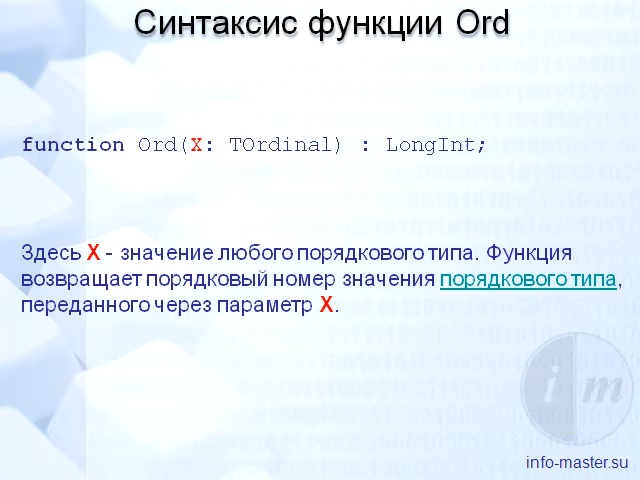 Синтаксис функции Ord
function Ord(X: TOrdinal) : LongInt;
Здесь X - значение любого порядкового типа. Функция
возвращает порядковый номер значения порядкового типа,
переданного через параметр X.
im
info-master.su